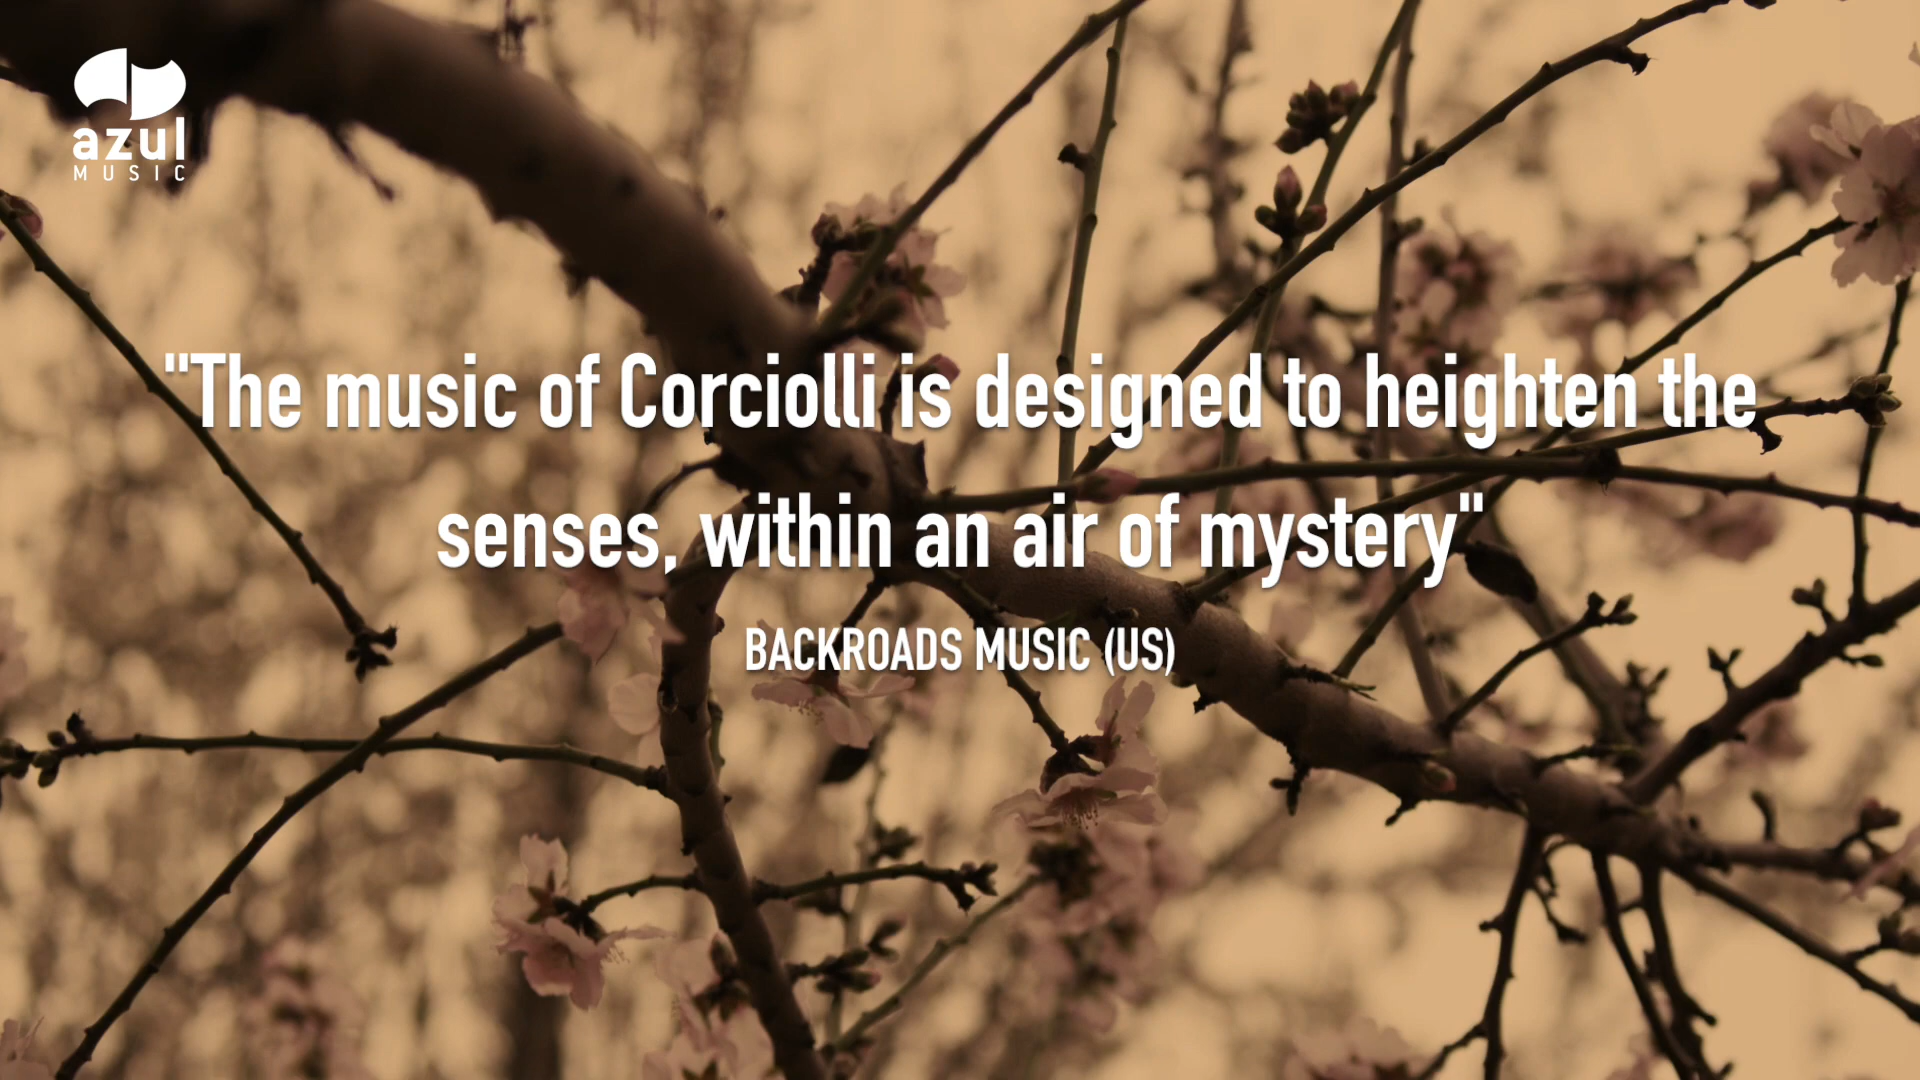 azul
MUSIC
"The music of Corciolli is designed to heighten the
senses, within an air of mystery"
BACKROADS MUSIC (US)